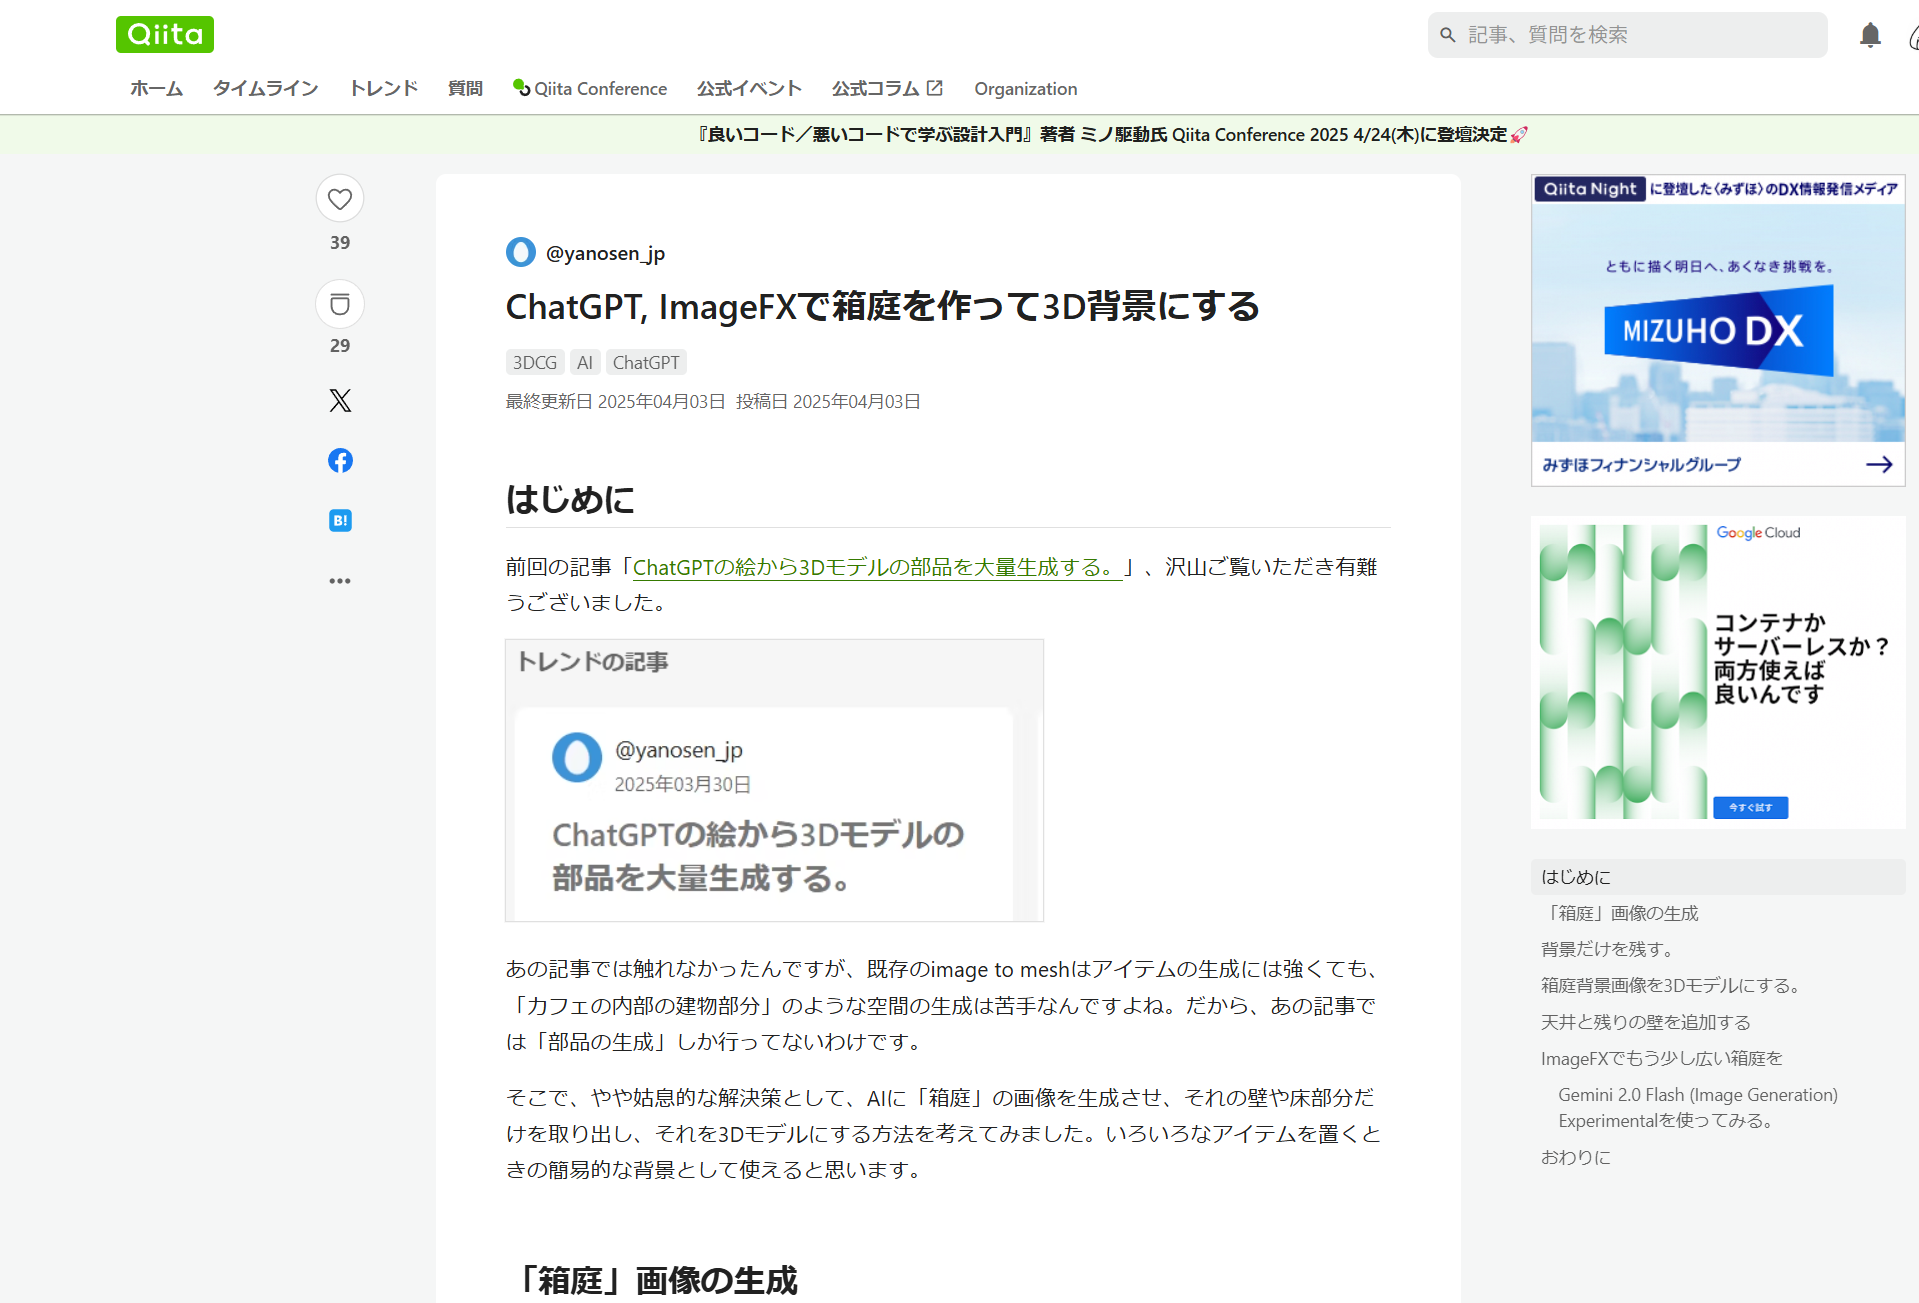 Qiita
記事、質問を検索
ホーム タイムライン トレンド 質問 Qiita Conference 公式イベント 公式コラム Organization
『良いコード／悪いコードで学ぶ設計入門』著者 ミノ駆動氏 Qiita Conference 2025 4/24(木)に登壇決定🚀
39
29
B!
@yanosen_jp
ChatGPT, ImageFXで箱庭を作って3D背景にする
3DCG AI ChatGPT
最終更新日 2025年04月03日 投稿日 2025年04月03日
はじめに
前回の記事「ChatGPTの絵から3Dモデルの部品を大量生成する。」、沢山ご覧いただき有難
うございました。
トレンドの記事
@yanosen_jp
2025年03月30日
ChatGPTの絵から3Dモデルの
部品を大量生成する。
あの記事では触れなかったんですが、既存のimage to meshはアイテムの生成には強くても、
「カフェの内部の建物部分」のような空間の生成は苦手なんですよね。だから、あの記事で
は「部品の生成」しか行ってないわけです。
そこで、やや姑息的な解決策として、AIに「箱庭」の画像を生成させ、それの壁や床部分だ
けを取り出し、それを3Dモデルにする方法を考えてみました。いろいろなアイテムを置くと
きの簡易的な背景として使えると思います。
「箱庭」画像の生成
Qiita Night に登壇した〈みずほ〉のDX情報発信メディア
ともに描く明日へ、あくなき挑戦を。
MIZUHO DX
みずほフィナンシャルグループ
Google Cloud
コンテナか
サーバーレスか？
両方使えば
良いんです
今すぐ試す
はじめに
「箱庭」画像の生成
背景だけを残す。
箱庭背景画像を3Dモデルにする。
天井と残りの壁を追加する
ImageFXでもう少し広い箱庭を
Gemini 2.0 Flash (Image Generation)
Experimentalを使ってみる。
おわりに